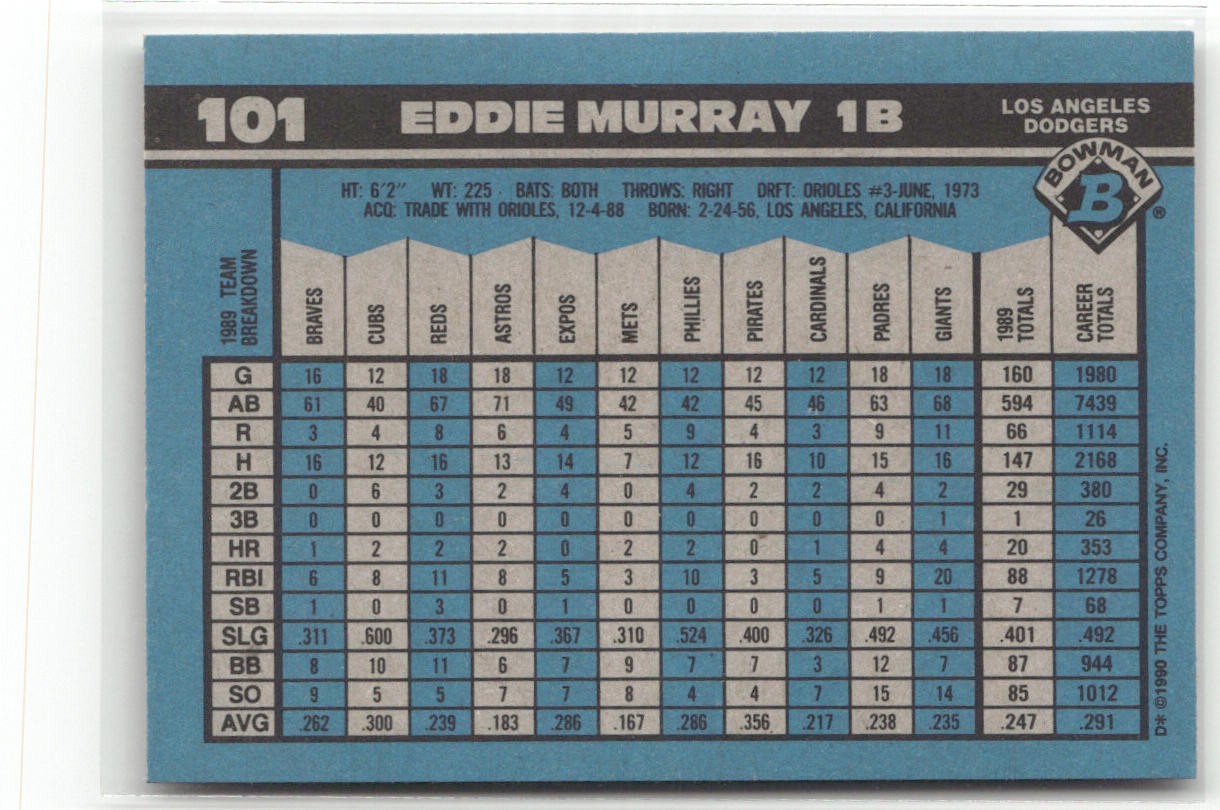 101 EDDIE MURRAY 1B LOS ANGELES
DODGERS
BOWMAN
B
®
HT: 6'2" WT: 225 BATS: BOTH THROWS: RIGHT DRFT: ORIOLES #3-JUNE, 1973
ACQ: TRADE WITH ORIOLES, 12-4-88 BORN: 2-24-56, LOS ANGELES, CALIFORNIA
1989 TEAM BREAKDOWN BRAVES CUBS REDS ASTROS EXPOS METS PHILLIES PIRATES CARDINALS PADRES GIANTS 1989 TOTALS CAREER TOTALS
G 16 12 18 18 12 12 12 12 12 18 18 160 1980
AB 61 40 67 71 49 42 42 45 46 63 68 594 7439
R 3 4 8 6 4 5 9 4 3 9 11 66 1114
H 16 12 16 13 14 7 12 16 10 15 16 147 2168
2B 0 6 3 2 4 0 4 2 2 4 2 29 380
3B 0 0 0 0 0 0 0 0 0 0 1 1 26
HR 1 2 2 2 0 2 2 0 1 4 4 20 353
RBI 6 8 11 8 5 3 10 3 5 9 20 88 1278
SB 1 0 3 0 1 0 0 0 0 1 1 7 68
SLG .311 .600 .373 .296 .367 .310 .524 .400 .326 .492 .456 .401 .492
BB 8 10 11 6 7 9 7 7 3 12 7 87 944
SO 9 5 5 7 7 8 4 4 7 15 14 85 1012
AVG .262 .300 .239 .183 .286 .167 .286 .356 .217 .238 .235 .247 .291
D* ©1990 THE TOPPS COMPANY, INC.